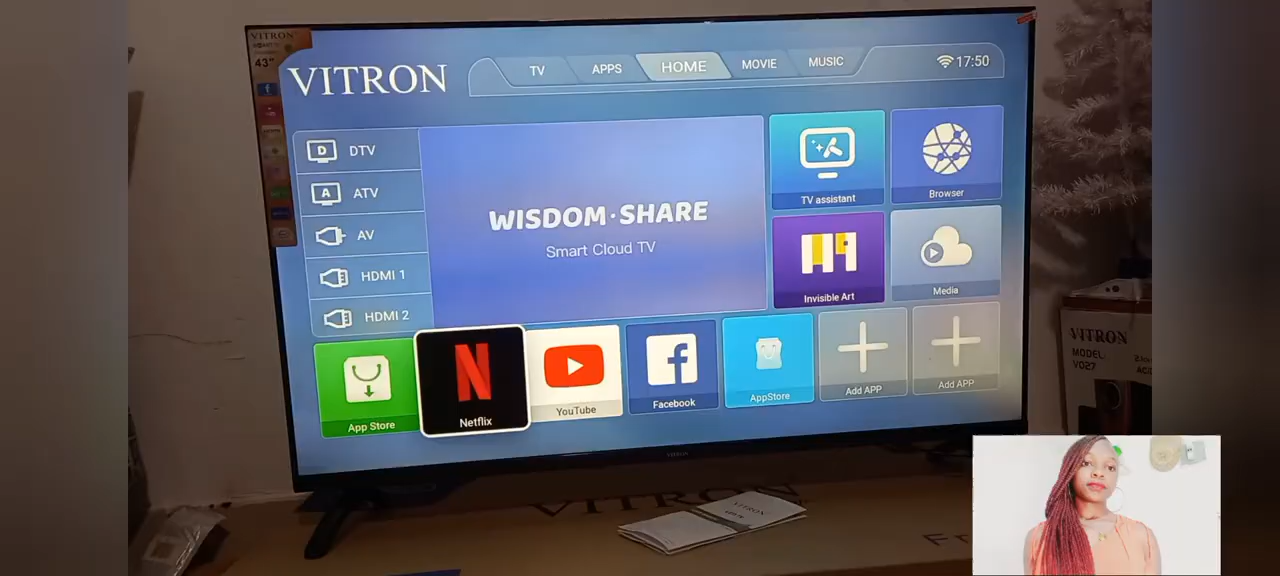 VITRON
43"
VITRON
TV
APPS
HOME
MOVIE
MUSIC
17:50
D
DTV
A
ATV
AV
HDMI 1
HDMI 2
WISDOM·SHARE
Smart Cloud TV
TV assistant
Browser
Invisible Art
Media
App Store
N
Netflix
YouTube
f
Facebook
AppStore
Add APP
Add APP
VITRON
VITRON
VITRON
VITRON
MODEL:
V027